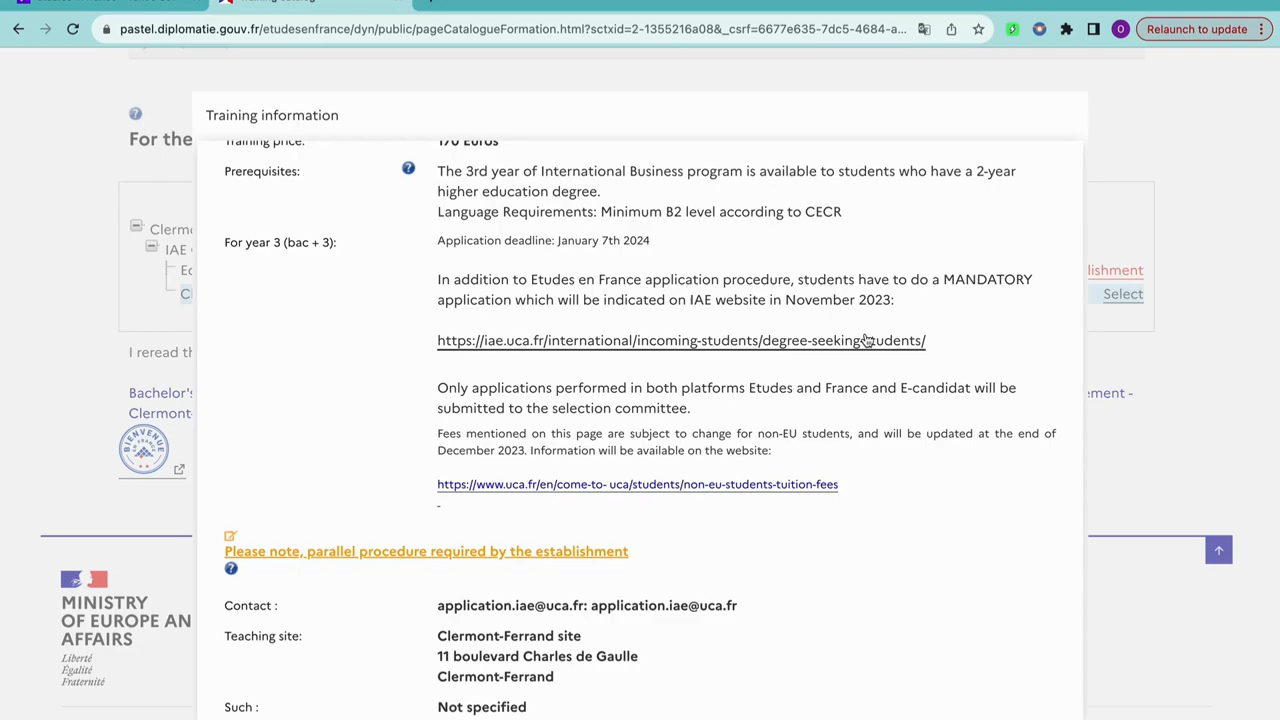 pastel.diplomatie.gouv.fr/etudesenfrance/dyn/public/pageCatalogueFormation.html?sctxid=2-1355216a08&_csrf=6677e635-7dc5-4684-a...
O
Relaunch to update
Training information
For the
Training price:
170 Euros
Prerequisites:
The 3rd year of International Business program is available to students who have a 2-year
higher education degree.
Language Requirements: Minimum B2 level according to CECR
For year 3 (bac + 3):
Application deadline: January 7th 2024
In addition to Etudes en France application procedure, students have to do a MANDATORY
application which will be indicated on IAE website in November 2023:
https://iae.uca.fr/international/incoming-students/degree-seeking-students/
Only applications performed in both platforms Etudes and France and E-candidat will be
submitted to the selection committee.
Fees mentioned on this page are subject to change for non-EU students, and will be updated at the end of
December 2023. Information will be available on the website:
https://www.uca.fr/en/come-to- uca/students/non-eu-students-tuition-fees
-
Please note, parallel procedure required by the establishment
Contact :
application.iae@uca.fr: application.iae@uca.fr
Teaching site:
Clermont-Ferrand site
11 boulevard Charles de Gaulle
Clermont-Ferrand
Such :
Not specified
Clerm
IAE
Ec
C
lishment
Select
I reread th
Bachelor's
ement -
Clermont-
BIENVENUE
MINISTRY
OF EUROPE AN
AFFAIRS
Liberté
Égalité
Fraternité